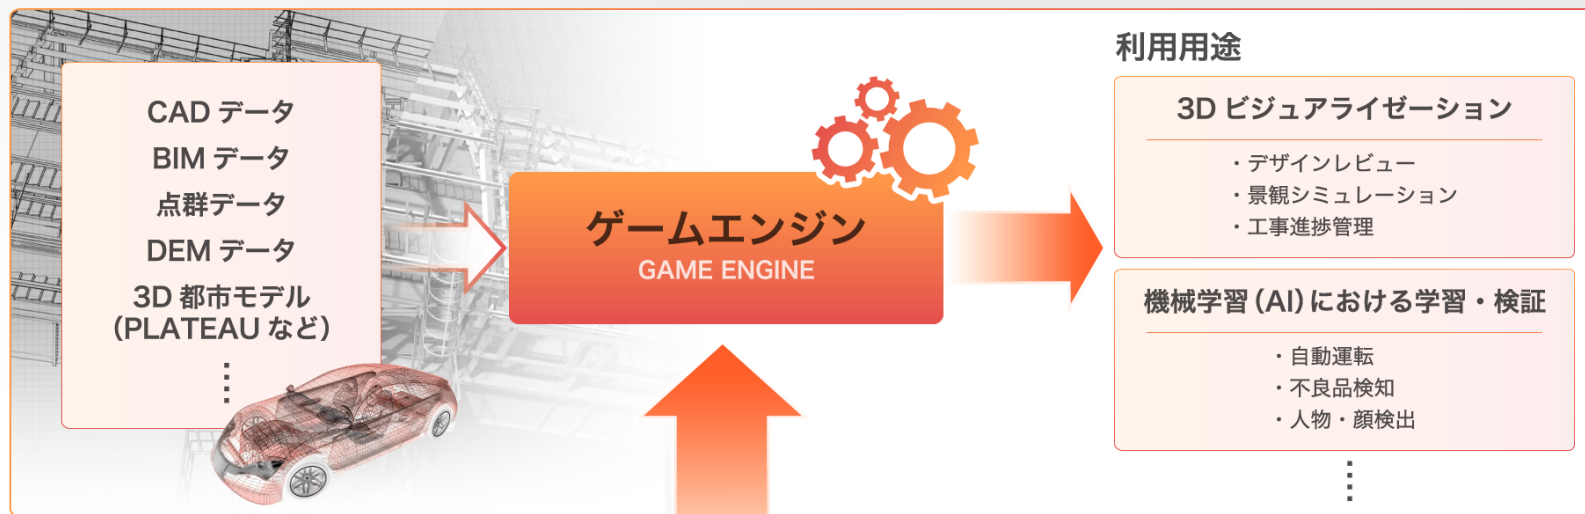 CAD データ
BIM データ
点群データ
DEM データ
3D 都市モデル
(PLATEAU など)
ゲームエンジン
GAME ENGINE
利用用途
3D ビジュアライゼーション
・デザインレビュー
・景観シミュレーション
・工事進捗管理
機械学習(AI)における学習・検証
・自動運転
・不良品検知
・人物・顔検出